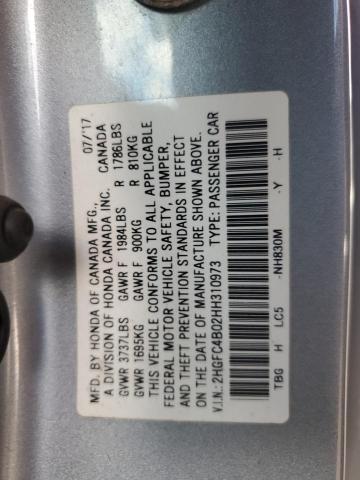 MFD. BY HONDA OF CANADA MFG., 07/'17
A DIVISION OF HONDA CANADA INC. CANADA
GVWR 3737LBS GAWR F 1984LBS R 1786LBS
GVWR 1695KG GAWR F 900KG R 810KG
THIS VEHICLE CONFORMS TO ALL APPLICABLE
FEDERAL MOTOR VEHICLE SAFETY, BUMPER,
AND THEFT PREVENTION STANDARDS IN EFFECT
ON THE DATE OF MANUFACTURE SHOWN ABOVE.
V.I.N.: 2HGFC4B02HH310973 TYPE: PASSENGER CAR
TBG H LC5 -NH830M -Y -H